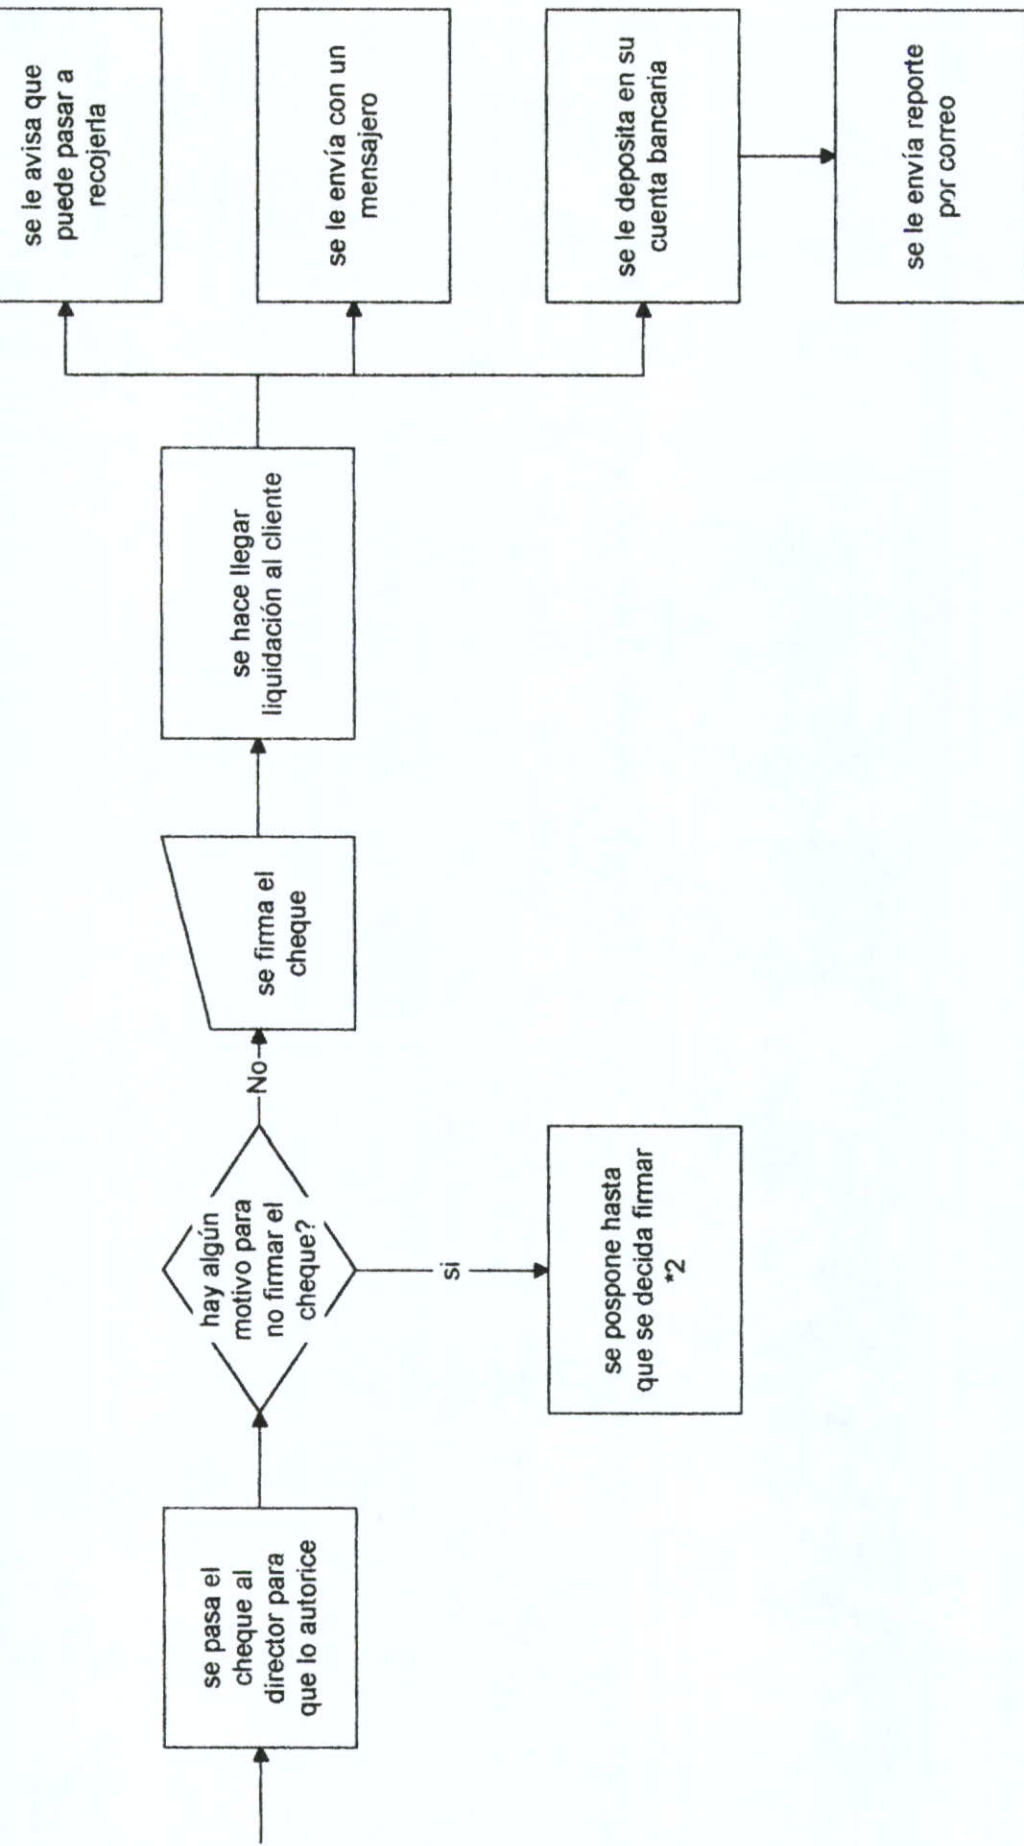 se pasa el
cheque al
director para
que lo autorice
hay algún
motivo para
no firmar el
cheque?
No
si
se pospone hasta
que se decida firmar
*2
se firma el
cheque
se hace llegar
liquidación al cliente
se le avisa que
puede pasar a
recojerla
se le envía con un
mensajero
se le deposita en su
cuenta bancaria
se le envía reporte
por correo